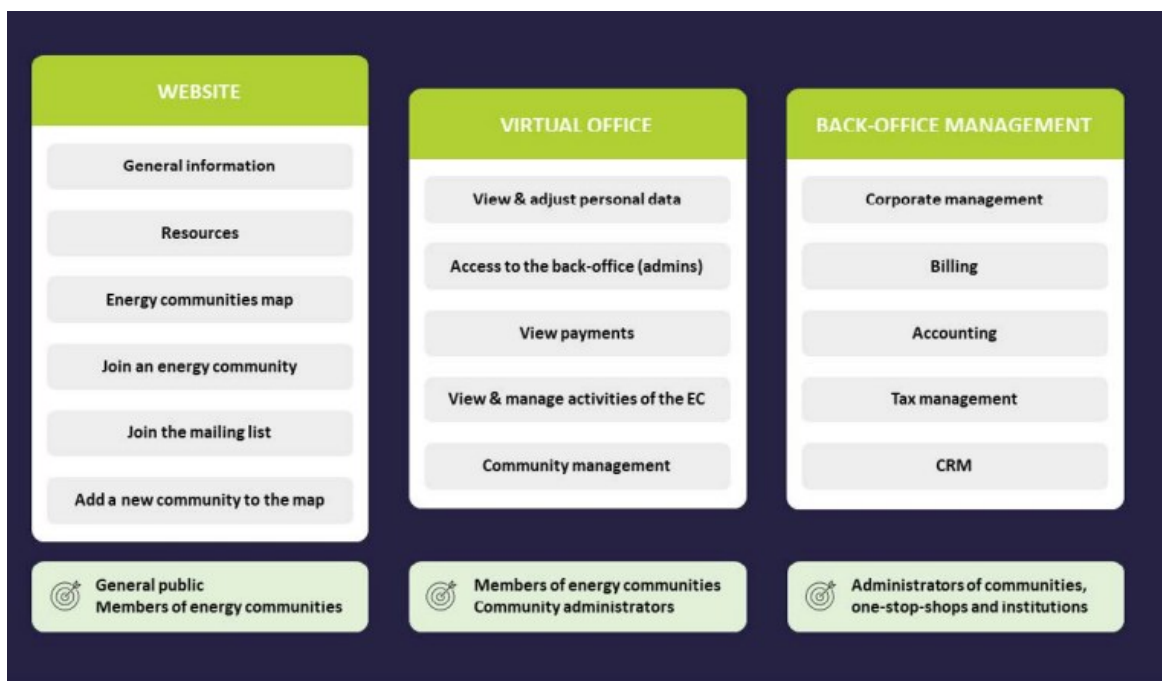 WEBSITE
General information
Resources
Energy communities map
Join an energy community
Join the mailing list
Add a new community to the map
General public
Members of energy communities
VIRTUAL OFFICE
View & adjust personal data
Access to the back-office (admins)
View payments
View & manage activities of the EC
Community management
Members of energy communities
Community administrators
BACK-OFFICE MANAGEMENT
Corporate management
Billing
Accounting
Tax management
CRM
Administrators of communities,
one-stop-shops and institutions